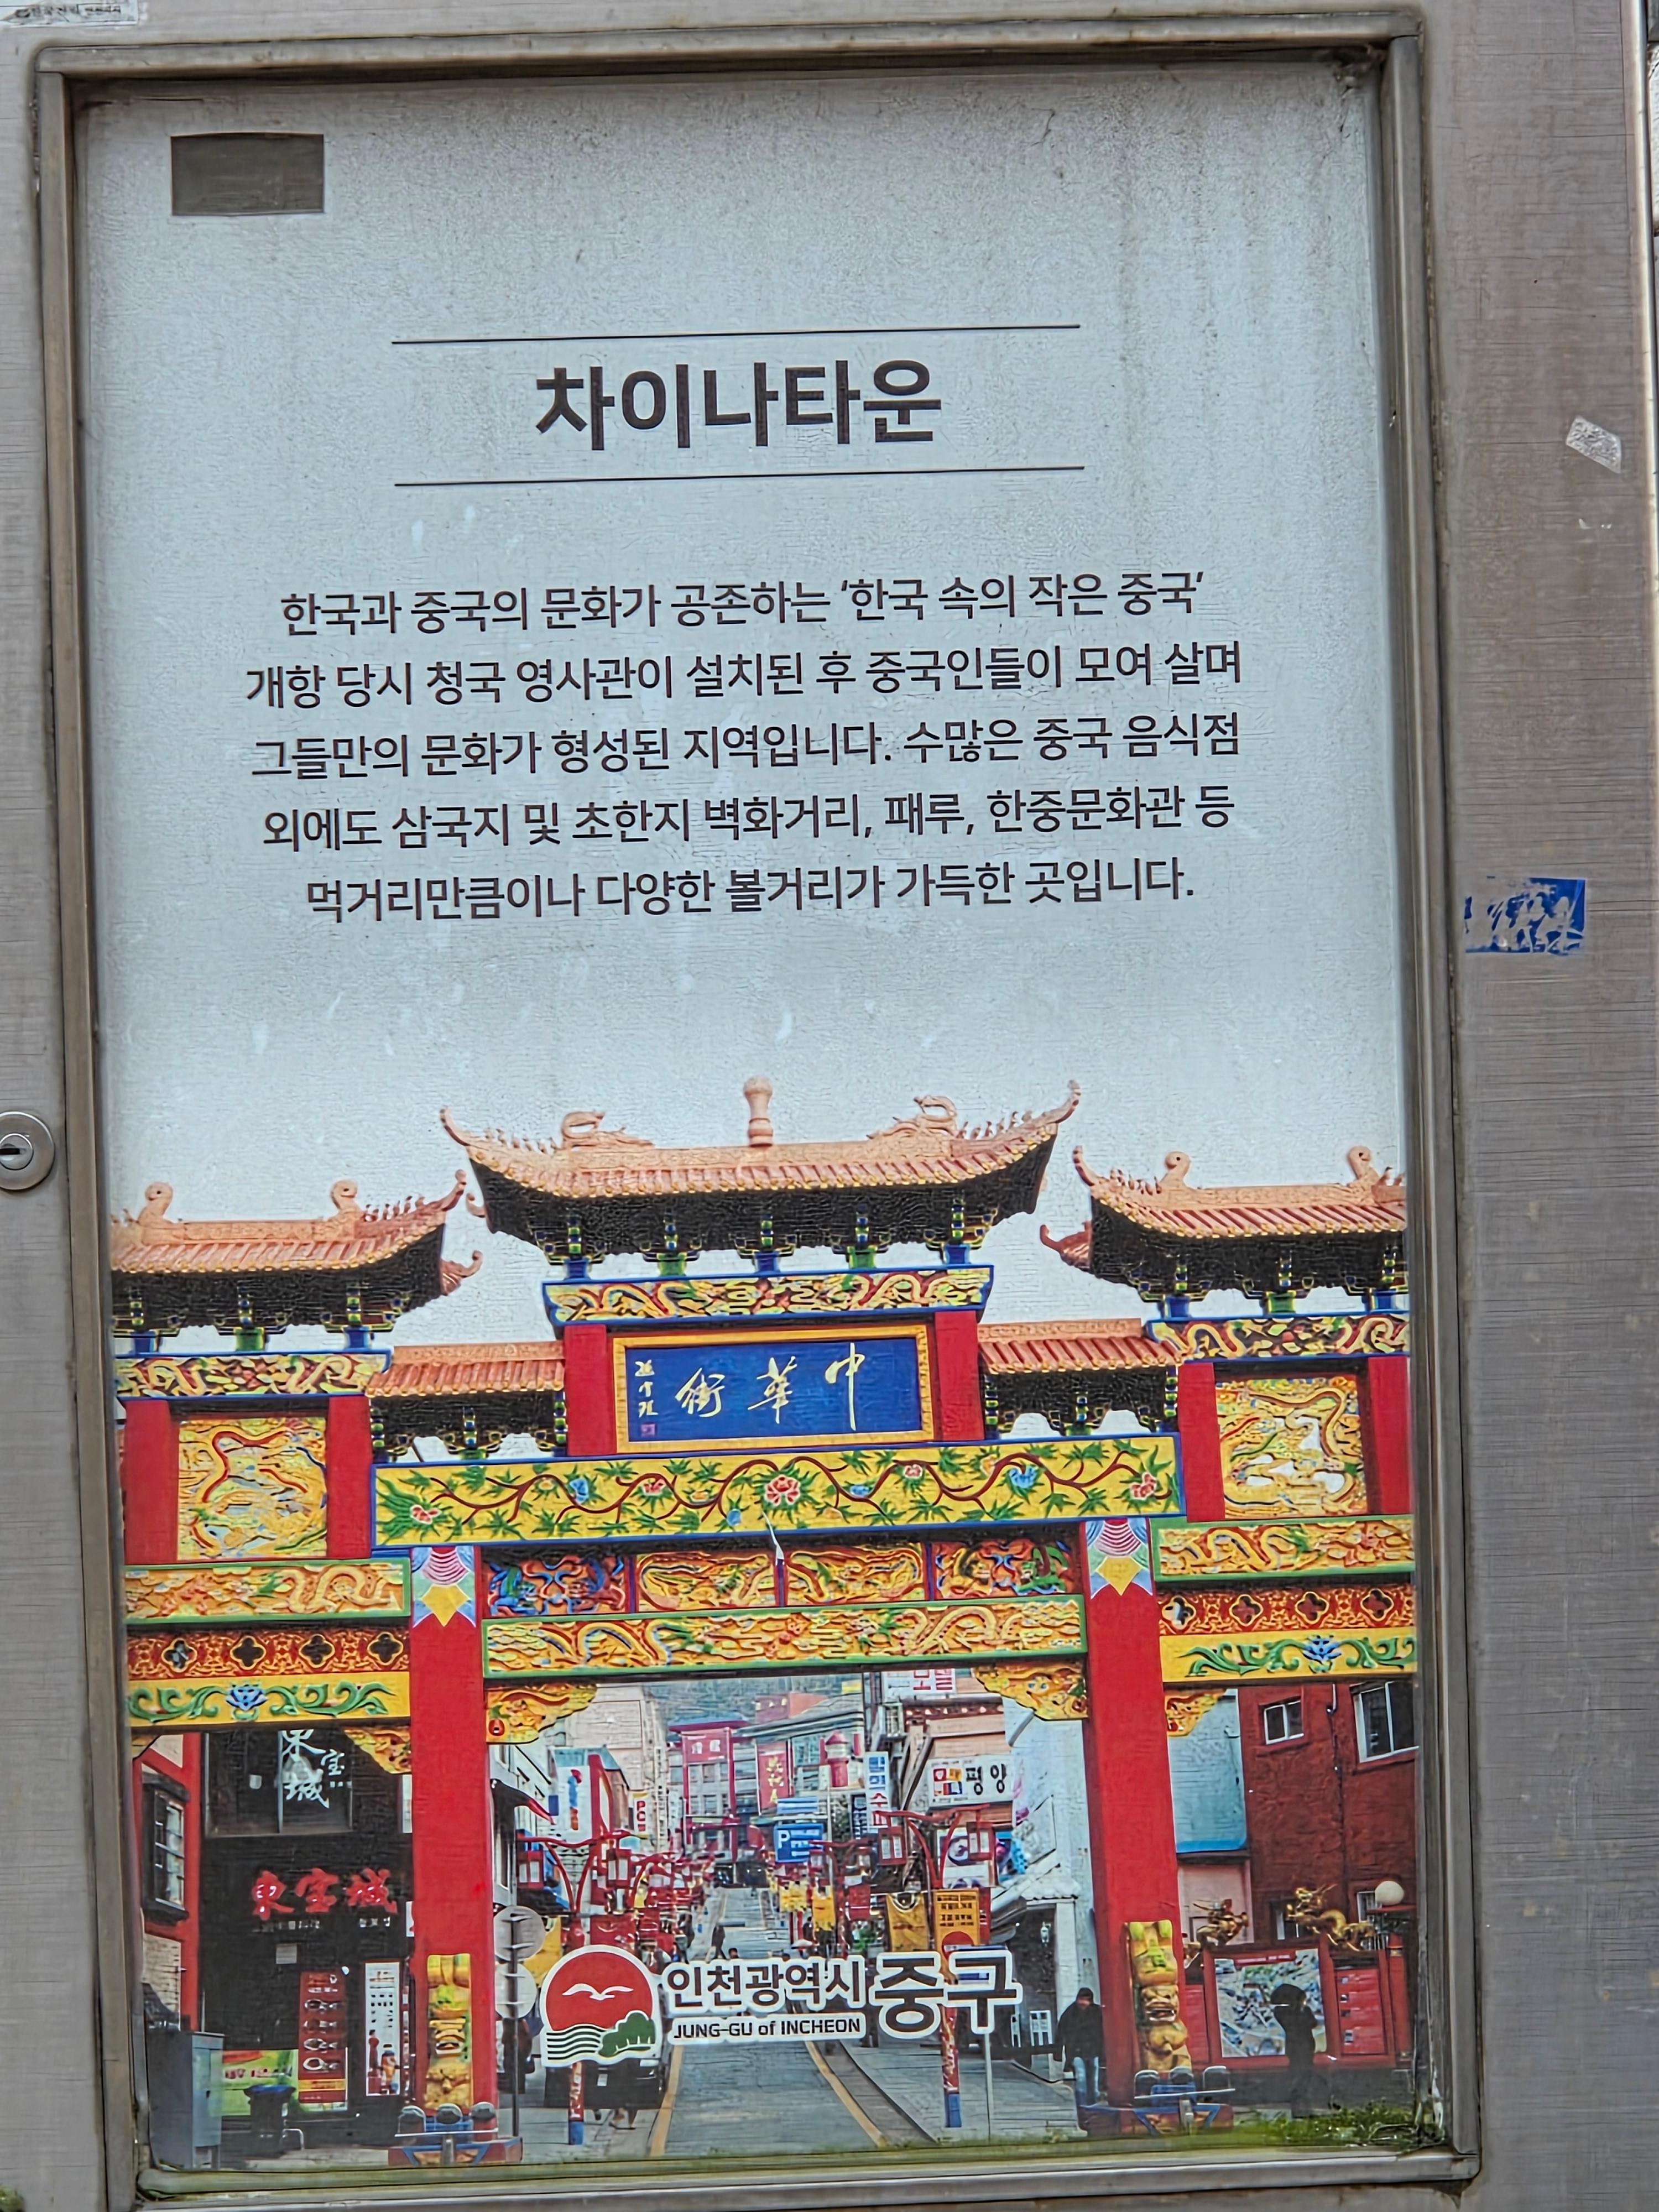 차이나타운
한국과 중국의 문화가 공존하는 ‘한국 속의 작은 중국’
개항 당시 청국 영사관이 설치된 후 중국인들이 모여 살며
그들만의 문화가 형성된 지역입니다. 수많은 중국 음식점
외에도 삼국지 및 초한지 벽화거리, 패루, 한중문화관 등
먹거리만큼이나 다양한 볼거리가 가득한 곳입니다.
街華中
東宝城
평양
P
東宝城
인천광역시 중구
JUNG-GU of INCHEON